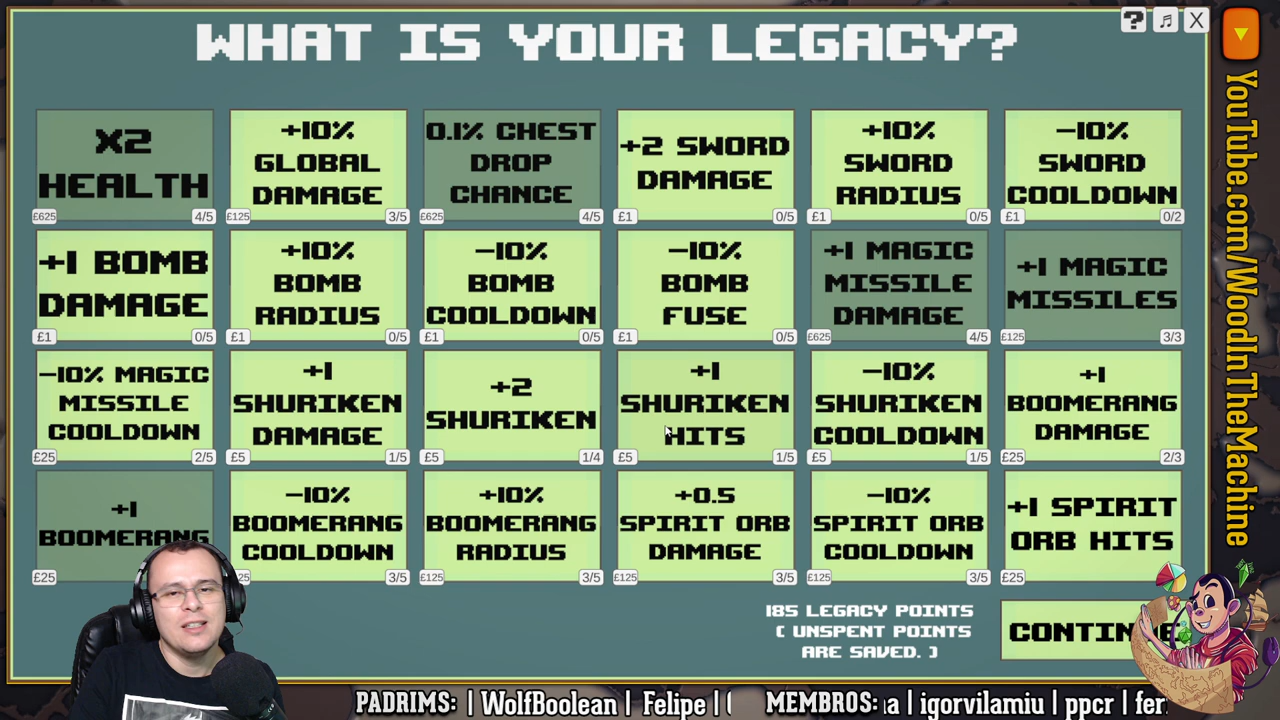 WHAT IS YOUR LEGACY?
? X
X2
HEALTH
£625 4/5
+10%
GLOBAL
DAMAGE
£125 3/5
0.1% CHEST
DROP
CHANCE
£625 4/5
+2 SWORD
DAMAGE
£1 0/5
+10%
SWORD
RADIUS
£1 0/5
-10%
SWORD
COOLDOWN
£1 0/2
+1 BOMB
DAMAGE
£1 0/5
+10%
BOMB
RADIUS
£1 0/5
-10%
BOMB
COOLDOWN
£1 0/5
-10%
BOMB
FUSE
£1 0/5
+1 MAGIC
MISSILE
DAMAGE
£625 4/5
+1 MAGIC
MISSILES
£125 3/3
-10% MAGIC
MISSILE
COOLDOWN
£25 2/5
+1
SHURIKEN
DAMAGE
£5 1/5
+2
SHURIKEN
£5 1/4
+1
SHURIKEN
HITS
£5 1/5
-10%
SHURIKEN
COOLDOWN
£5 1/5
+1
BOOMERANG
DAMAGE
£25 2/3
+1
BOOMERANG
£25
-10%
BOOMERANG
COOLDOWN
25 3/5
+10%
BOOMERANG
RADIUS
£125 3/5
+0.5
SPIRIT ORB
DAMAGE
£125 3/5
-10%
SPIRIT ORB
COOLDOWN
£125 3/5
+1 SPIRIT
ORB HITS
£25
185 LEGACY POINTS
( UNSPENT POINTS
ARE SAVED. )
CONTIN E
YouTube.com/WoodInTheMachine
PADRIMS: | WolfBoolean | Felipe | MEMBROS: a | igorvilamiu | ppcr | fer